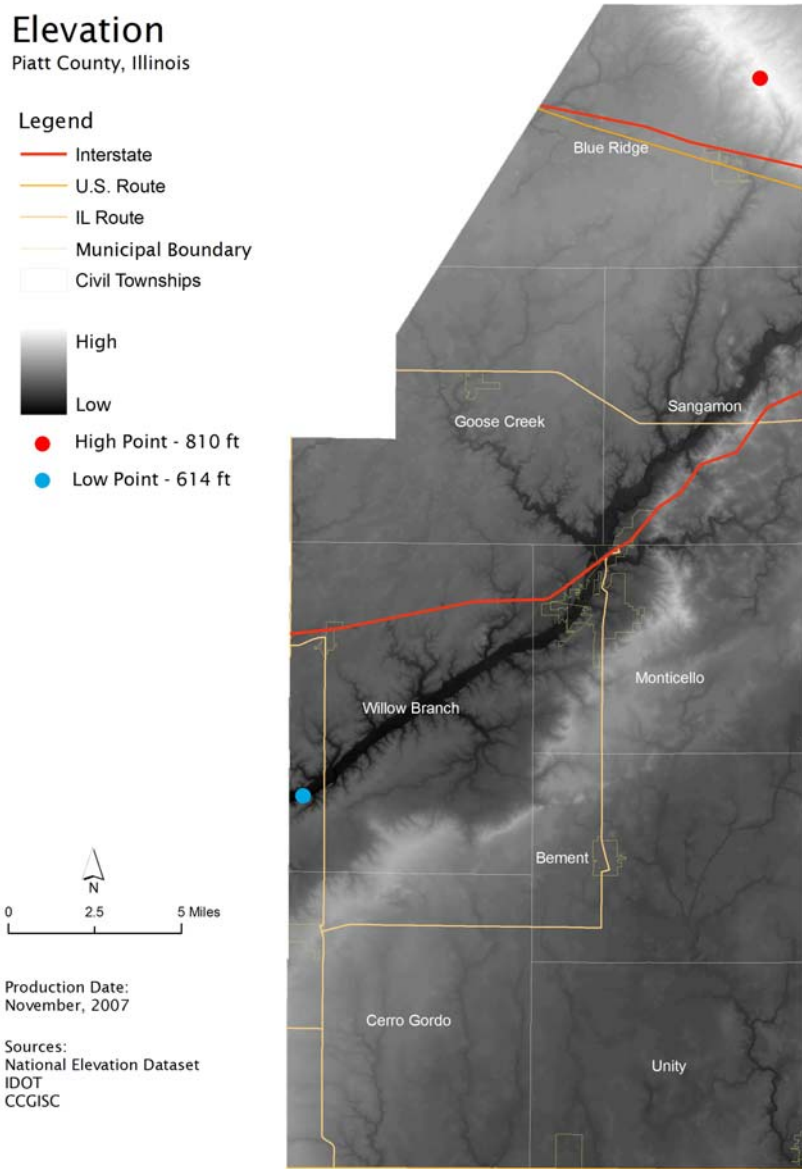 Elevation
Piatt County, Illinois
Legend
Interstate
U.S. Route
IL Route
Municipal Boundary
Civil Townships
High
Low
High Point - 810 ft
Low Point - 614 ft
Blue Ridge
Goose Creek
Sangamon
Willow Branch
Monticello
Bement
Cerro Gordo
Unity
N
0 2.5 5 Miles
Production Date:
November, 2007
Sources:
National Elevation Dataset
IDOT
CCGISC